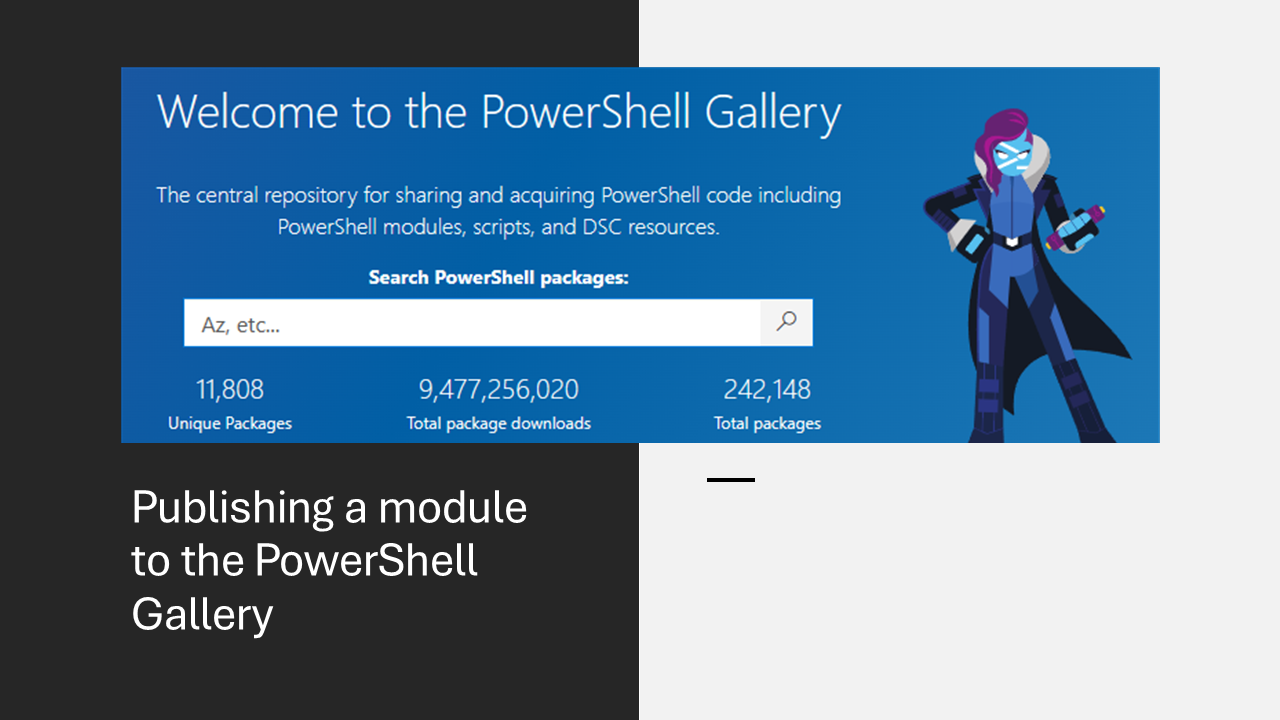 Welcome to the PowerShell Gallery
The central repository for sharing and acquiring PowerShell code including
PowerShell modules, scripts, and DSC resources.
Search PowerShell packages:
Az, etc...
11,808
Unique Packages
9,477,256,020
Total package downloads
242,148
Total packages
Publishing a module
to the PowerShell
Gallery